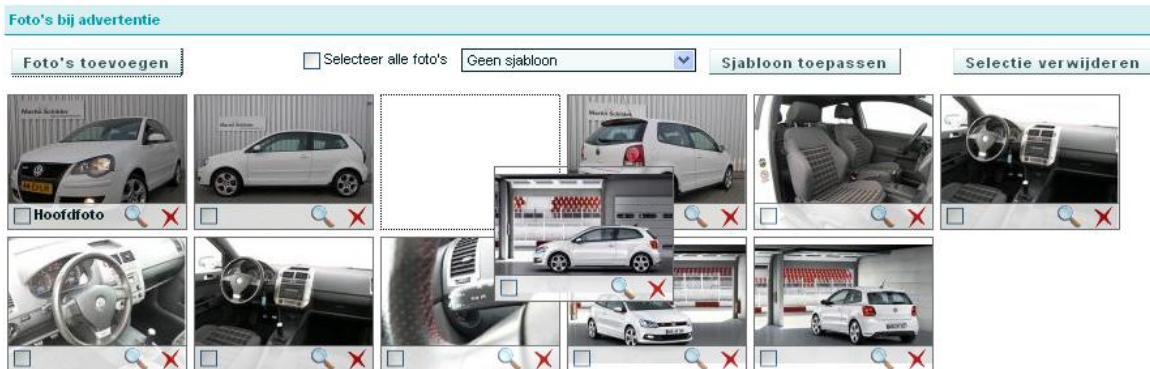 Foto's bij advertentie
Foto's toevoegen
Selecteer alle foto's
Geen sjabloon
Sjabloon toepassen
Selectie verwijderen
Hoofdfoto